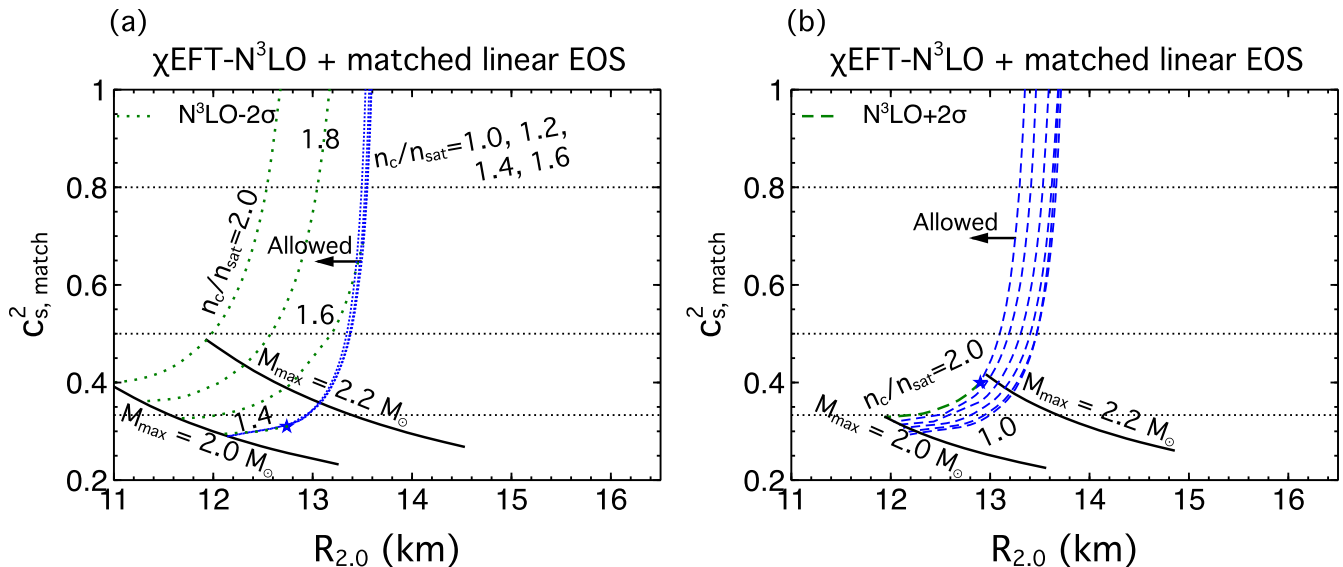 (a)
χEFT-N³LO + matched linear EOS
N³LO-2σ
1.8
n_c/n_sat=1.0, 1.2,
1.4, 1.6
n_c/n_sat=2.0
Allowed
1.6
M_max = 2.2 M_☉
1.4
M_max = 2.0 M_☉
c²_s, match
1
0.8
0.6
0.4
0.2
11
12
13
14
15
16
R_2.0 (km)
(b)
χEFT-N³LO + matched linear EOS
N³LO+2σ
Allowed
n_c/n_sat=2.0
M_max = 2.2 M_☉
1.0
M_max = 2.0 M_☉
c²_s, match
1
0.8
0.6
0.4
0.2
11
12
13
14
15
16
R_2.0 (km)